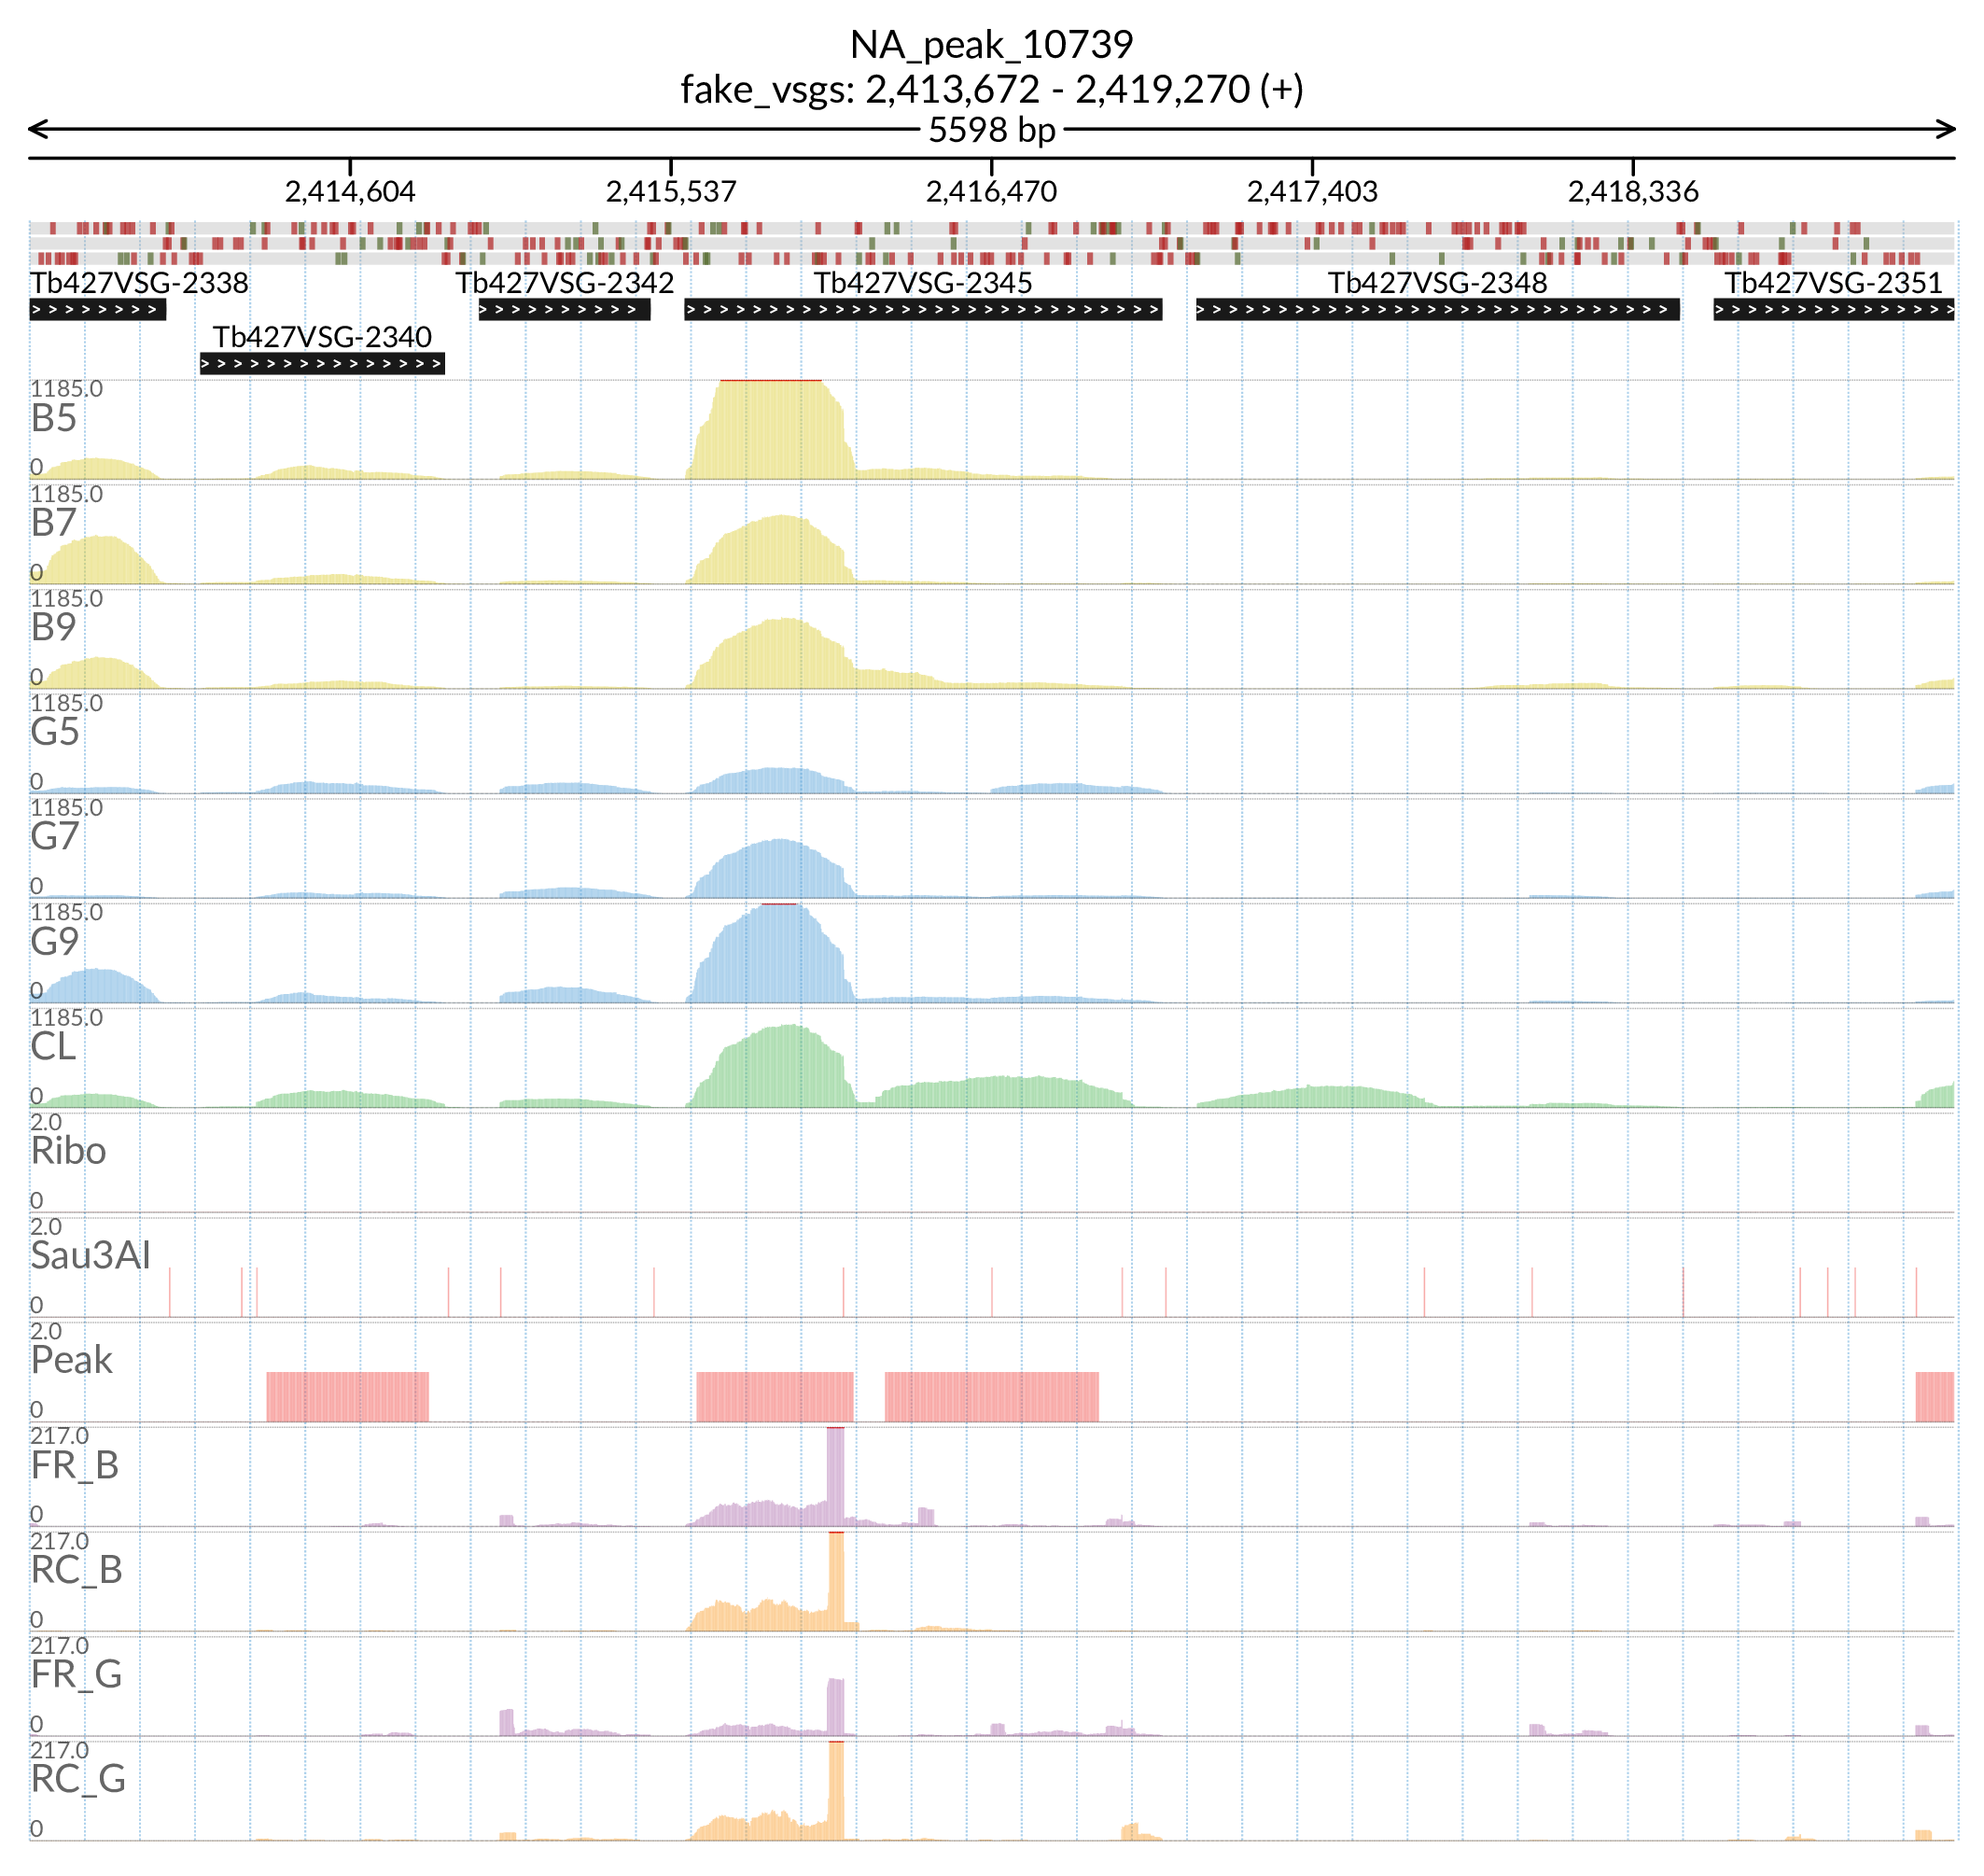 NA_peak_10739
fake_vsgs: 2,413,672 - 2,419,270 (+)
5598 bp
2,414,604 2,415,537 2,416,470 2,417,403 2,418,336
Tb427VSG-2338 Tb427VSG-2342 Tb427VSG-2345 Tb427VSG-2348 Tb427VSG-2351
Tb427VSG-2340
1185.0
B5
0
1185.0
B7
0
1185.0
B9
0
1185.0
G5
0
1185.0
G7
0
1185.0
G9
0
1185.0
CL
0
2.0
Ribo
0
2.0
Sau3AI
0
2.0
Peak
0
217.0
FR_B
0
217.0
RC_B
0
217.0
FR_G
0
217.0
RC_G
0